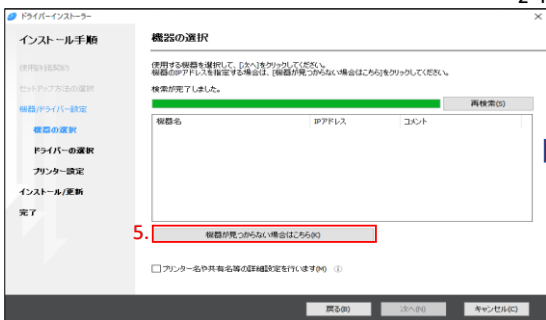 ドライバーインストーラー
インストール手順
使用許諾契約
セットアップ方法の選択
機器/ドライバー設定
機器の選択
ドライバーの選択
プリンター設定
インストール/更新
完了
機器の選択
使用する機器を選択して、[次へ]をクリックしてください。
機器のIPアドレスを指定する場合は、[機器が見つからない場合はこちら]をクリックしてください。
検索が完了しました。
再検索(S)
機器名 IPアドレス コメント
5. 機器が見つからない場合はこちら(K)
プリンター名や共有名等の詳細設定を行います(M)
戻る(B) 次へ(N) キャンセル(C)